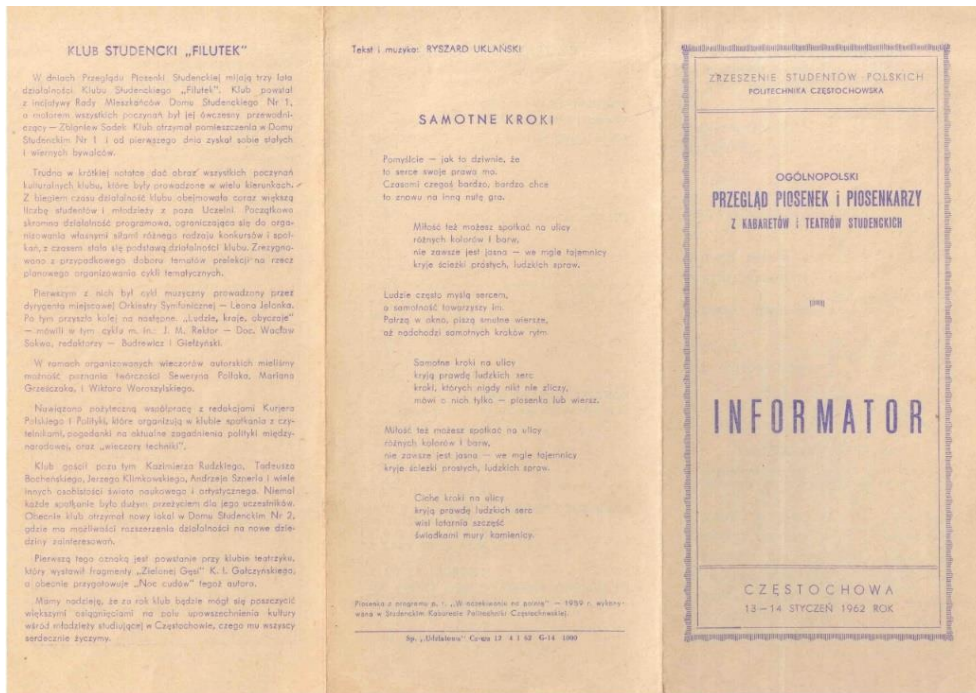 KLUB STUDENCKI „FILUTEK"
W dniach Przeglądu Piosenki Studenckiej mijają trzy lata
działalności Klubu Studenckiego „Filutek". Klub powstał
z inicjatywy Rady Mieszkańców Domu Studenckiego Nr 1,
a motorem wszystkich poczynań był jej ówczesny przewodni-
czący — Zbigniew Sadek. Klub otrzymał pomieszczenia w Domu
Studenckim Nr 1 i od pierwszego dnia zyskał sobie stałych
i wiernych bywalców.
Trudno w krótkiej notatce dać obraz wszystkich poczynań
kulturalnych klubu, które były prowadzone w wielu kierunkach.
Z biegiem czasu działalność klubu obejmowała coraz większą
liczbę studentów i młodzieży z poza Uczelni. Początkowo
skromna działalność programowa, ograniczająca się do orga-
nizowania własnymi siłami różnego rodzaju konkursów i spot-
kań, z czasem stała się podstawą działalności klubu. Zrezygno-
wano z przypadkowego doboru tematów prelekcji na rzecz
planowego organizowania cykli tematycznych.
Pierwszym z nich był cykl muzyczny prowadzony przez
dyrygenta miejscowej Orkiestry Symfonicznej — Leona Jelonka.
Po tym przyszła kolej na następne. „Ludzie, kraje, obyczaje"
— mówili w tym cyklu m. in.: J. M. Rektor — Doc. Wacław
Sakwa, redaktorzy — Budrewicz i Giełżyński.
W ramach organizowanych wieczorów autorskich mieliśmy
możność poznania twórczości Seweryna Pollaka, Mariana
Grześczaka, i Wiktora Woroszylskiego.
Nawiązano pożyteczną współpracę z redakcjami Kurjera
Polskiego i Polityki, które organizują w klubie spotkania z czy-
telnikami, pogadanki na aktualne zagadnienia polityki między-
narodowej, oraz „wieczory techniki".
Klub gościł poza tym Kazimierza Rudzkiego, Tadeusza
Bocheńskiego, Jerzego Klimkowskiego, Andrzeja Sznerla i wiele
innych osobistości świata naukowego i artystycznego. Niemal
każde spotkanie było dużym przeżyciem dla jego uczestników.
Obecnie klub otrzymał nowy lokal w Domu Studenckim Nr 2,
gdzie ma możliwości rozszerzenia działalności na nowe dzie-
dziny zainteresowań.
Pierwszą tego oznaką jest powstanie przy klubie teatrzyku,
który wystawił fragmenty „Zielonej Gęsi" K. I. Gałczyńskiego,
a obecnie przygotowuje „Noc cudów" tegoż autora.
Mamy nadzieję, że za rok klub będzie mógł się poszczycić
większymi osiągnięciami na polu upowszechnienia kultury
wśród młodzieży studiującej w Częstochowie, czego mu wszyscy
serdecznie życzymy.
Tekst i muzyka: RYSZARD UKLAŃSKI
SAMOTNE KROKI
Pomyślcie — jak to dziwnie, że
to serce swoje prawa ma.
Czasami czegoś bardzo, bardzo chce
to znowu na inną nutę gra.
Miłość też możesz spotkać na ulicy
różnych kolorów i barw,
nie zawsze jest jasna — we mgle tajemnicy
kryje ścieżki prostych, ludzkich spraw.
Ludzie często myślą sercem,
a samotność towarzyszy im.
Patrzą w okna, piszą smutne wiersze,
aż nadchodzi samotnych kroków rytm.
Samotne kroki na ulicy
kryją prawdę ludzkich serc
kroki, których nigdy nikt nie zliczy,
mówi o nich tylko — piosenka lub wiersz.
Miłość też możesz spotkać na ulicy
różnych kolorów i barw,
nie zawsze jest jasna — we mgle tajemnicy
kryje ścieżki prostych, ludzkich spraw.
Ciche kroki na ulicy
kryją prawdę ludzkich serc
wisi latarnia szczęść
świadkami mury kamienicy.
Piosenka z programu p. t. „W oczekiwaniu na pointę" — 1959 r. wykony-
wana w Studenckim Kabarecie Politechniki Częstochowskiej.
Sp. „Udziałowa" Cz-wa 12 4 1 62 G-14 1000
ZRZESZENIE STUDENTÓW POLSKICH
POLITECHNIKA CZĘSTOCHOWSKA
OGÓLNOPOLSKI
PRZEGLĄD PIOSENEK i PIOSENKARZY
Z KABARETÓW i TEATRÓW STUDENCKICH
INFORMATOR
CZĘSTOCHOWA
13—14 STYCZEŃ 1962 ROK